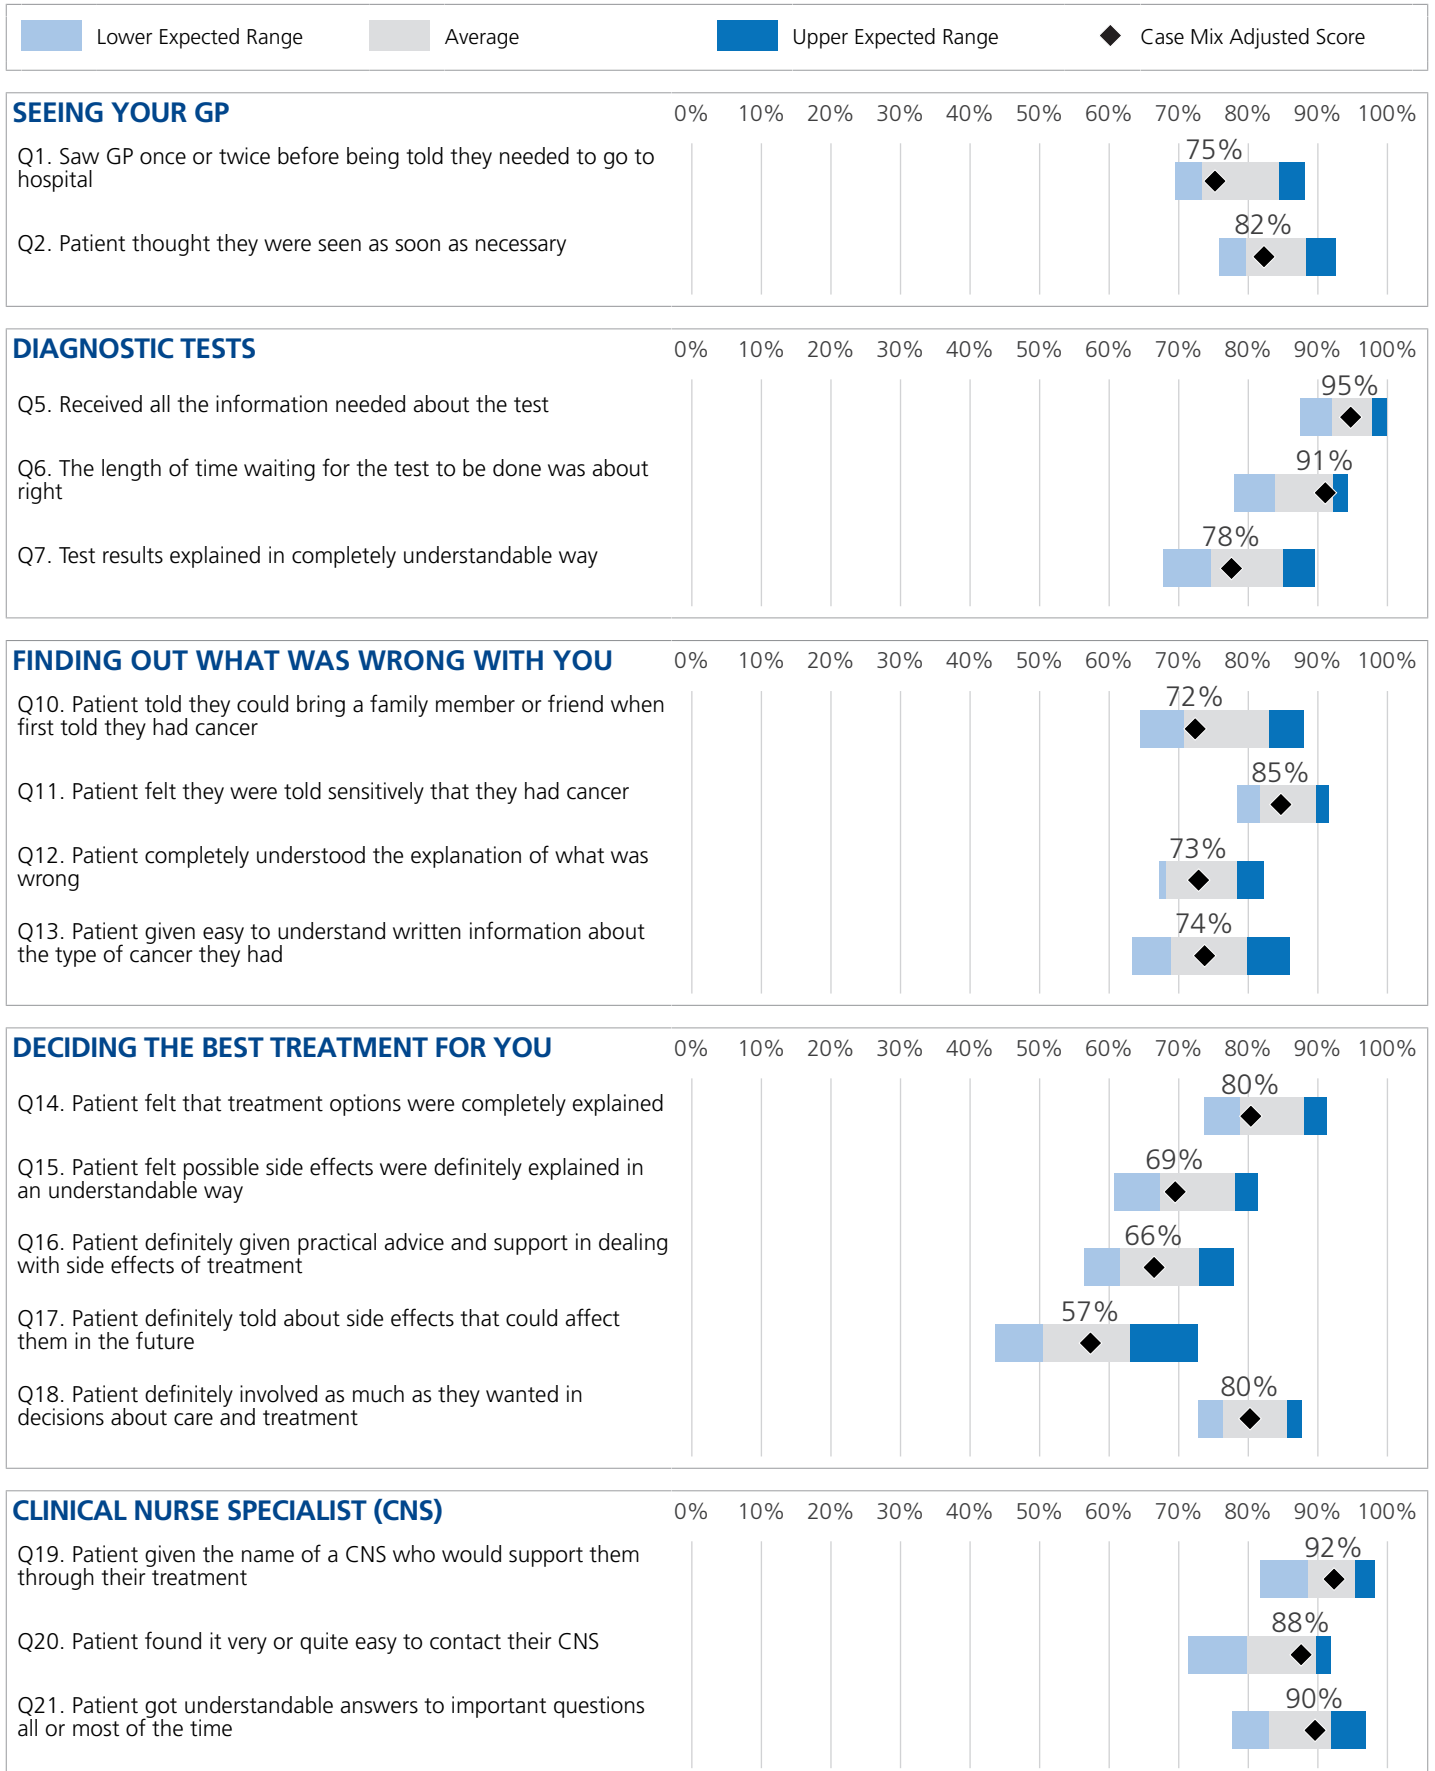 Lower Expected Range Average Upper Expected Range Case Mix Adjusted Score
SEEING YOUR GP 0% 10% 20% 30% 40% 50% 60% 70% 80% 90% 100%
Q1. Saw GP once or twice before being told they needed to go to
hospital
75%
Q2. Patient thought they were seen as soon as necessary
82%
DIAGNOSTIC TESTS 0% 10% 20% 30% 40% 50% 60% 70% 80% 90% 100%
Q5. Received all the information needed about the test
95%
Q6. The length of time waiting for the test to be done was about
right
91%
Q7. Test results explained in completely understandable way
78%
FINDING OUT WHAT WAS WRONG WITH YOU 0% 10% 20% 30% 40% 50% 60% 70% 80% 90% 100%
Q10. Patient told they could bring a family member or friend when
first told they had cancer
72%
Q11. Patient felt they were told sensitively that they had cancer
85%
Q12. Patient completely understood the explanation of what was
wrong
73%
Q13. Patient given easy to understand written information about
the type of cancer they had
74%
DECIDING THE BEST TREATMENT FOR YOU 0% 10% 20% 30% 40% 50% 60% 70% 80% 90% 100%
Q14. Patient felt that treatment options were completely explained
80%
Q15. Patient felt possible side effects were definitely explained in
an understandable way
69%
Q16. Patient definitely given practical advice and support in dealing
with side effects of treatment
66%
Q17. Patient definitely told about side effects that could affect
them in the future
57%
Q18. Patient definitely involved as much as they wanted in
decisions about care and treatment
80%
CLINICAL NURSE SPECIALIST (CNS) 0% 10% 20% 30% 40% 50% 60% 70% 80% 90% 100%
Q19. Patient given the name of a CNS who would support them
through their treatment
92%
Q20. Patient found it very or quite easy to contact their CNS
88%
Q21. Patient got understandable answers to important questions
all or most of the time
90%